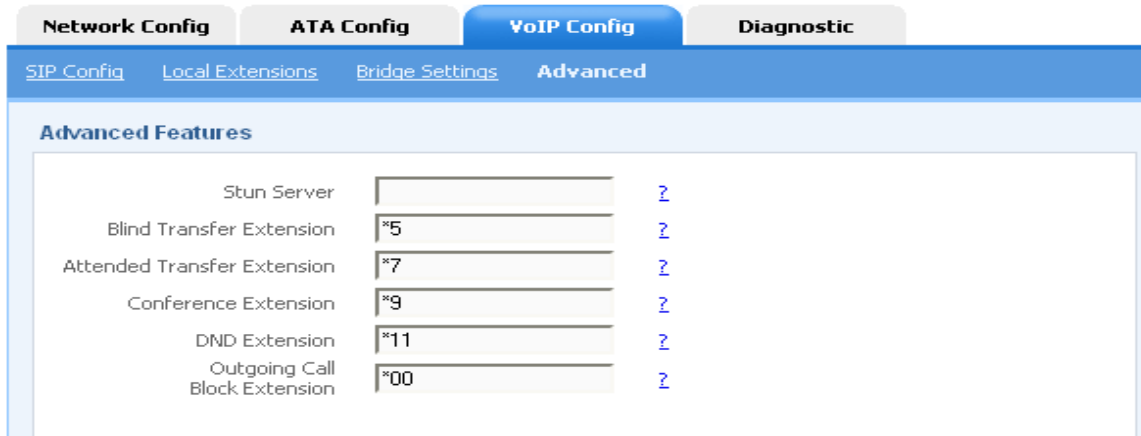 Network Config ATA Config VoIP Config Diagnostic
SIP Config Local Extensions Bridge Settings Advanced
Advanced Features
Stun Server ?
Blind Transfer Extension *5 ?
Attended Transfer Extension *7 ?
Conference Extension *9 ?
DND Extension *11 ?
Outgoing Call
Block Extension *00 ?